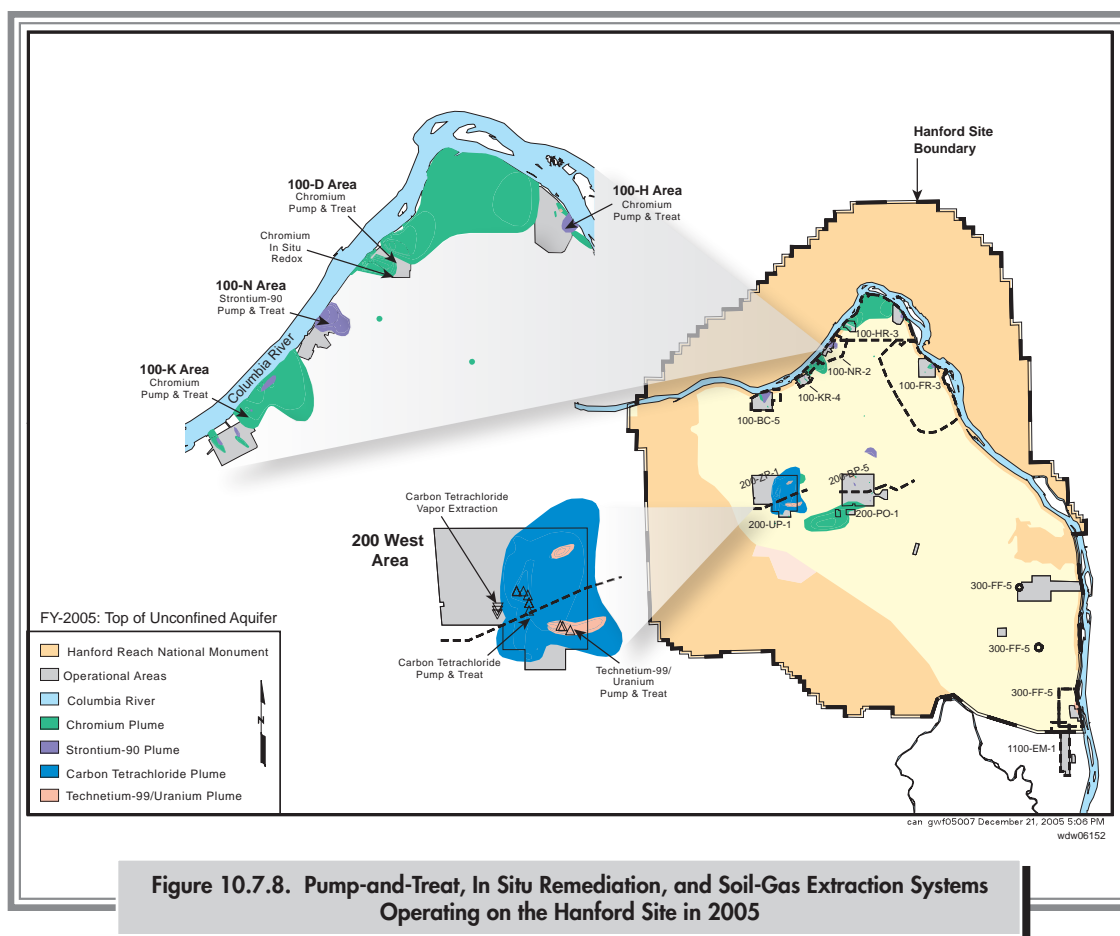 Hanford Site
Boundary
100-D Area
Chromium
Pump & Treat
100-H Area
Chromium
Pump & Treat
Chromium
In Situ
Redox
100-N Area
Strontium-90
Pump & Treat
Columbia River
100-K Area
Chromium
Pump & Treat
100-HR-3
100-NR-2
100-FR-3
100-KR-4
100-BC-5
200-ZP-1
200-BP-5
200-UP-1
200-PO-1
Carbon Tetrachloride
Vapor Extraction
200 West
Area
Carbon Tetrachloride
Pump & Treat
Technetium-99/
Uranium
Pump & Treat
300-FF-5
300-FF-5
300-FF-5
1100-EM-1
FY-2005: Top of Unconfined Aquifer
Hanford Reach National Monument
Operational Areas
Columbia River
Chromium Plume
Strontium-90 Plume
Carbon Tetrachloride Plume
Technetium-99/Uranium Plume
N
can_gwf05007 December 21, 2005 5:06 PM
wdw06152
Figure 10.7.8. Pump-and-Treat, In Situ Remediation, and Soil-Gas Extraction Systems
Operating on the Hanford Site in 2005